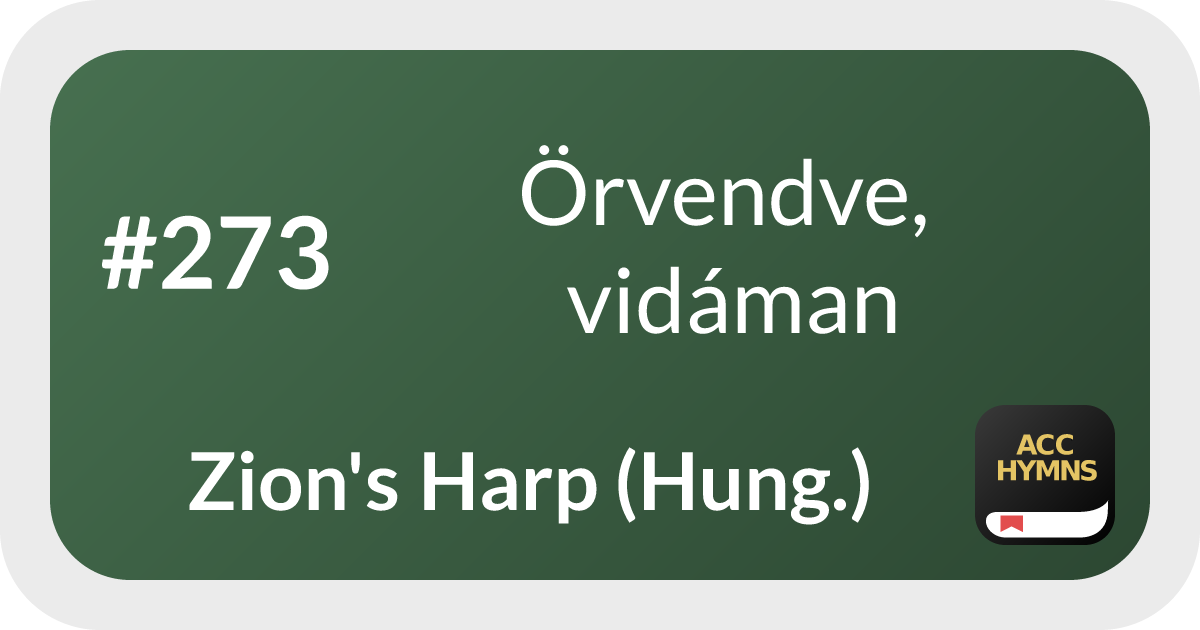 #273
Örvendve,
vidáman
Zion's Harp (Hung.)
ACC
HYMNS